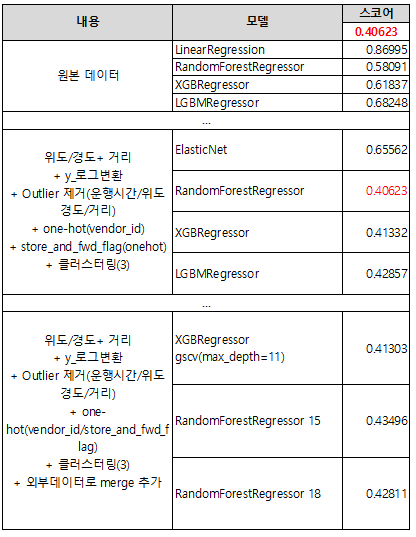 내용 모델 스코어
0.40623
원본 데이터
LinearRegression 0.86995
RandomForestRegressor 0.58091
XGBRegressor 0.61837
LGBMRegressor 0.68248
...
위도/경도+ 거리
+ y_로그변환
+ Outlier 제거(운행시간/위도
경도/거리)
+ one-hot(vendor_id)
+ store_and_fwd_flag(onehot)
+ 클러스터링(3)
ElasticNet 0.65562
RandomForestRegressor 0.40623
XGBRegressor 0.41332
LGBMRegressor 0.42857
...
위도/경도+ 거리
+ y_로그변환
+ Outlier 제거(운행시간/위도
경도/거리)
+ one-
hot(vendor_id/store_and_fwd_f
lag)
+ 클러스터링(3)
+ 외부데이터로 merge 추가
XGBRegressor
gscv(max_depth=11) 0.41303
RandomForestRegressor 15 0.43496
RandomForestRegressor 18 0.42811